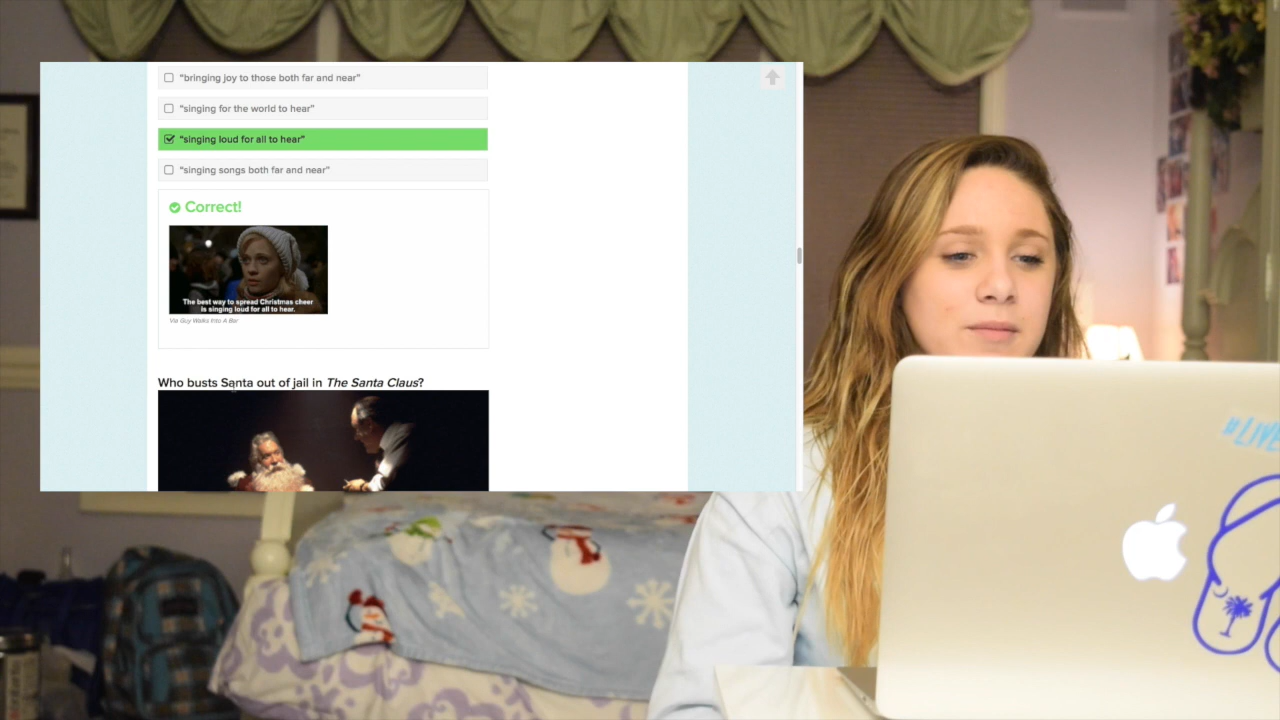 "bringing joy to those both far and near"
"singing for the world to hear"
"singing loud for all to hear"
"singing songs both far and near"
Correct!
The best way to spread Christmas cheer
is singing loud for all to hear.
Via Guy Walks Into A Bar
Who busts Santa out of jail in The Santa Claus?
#LIVE